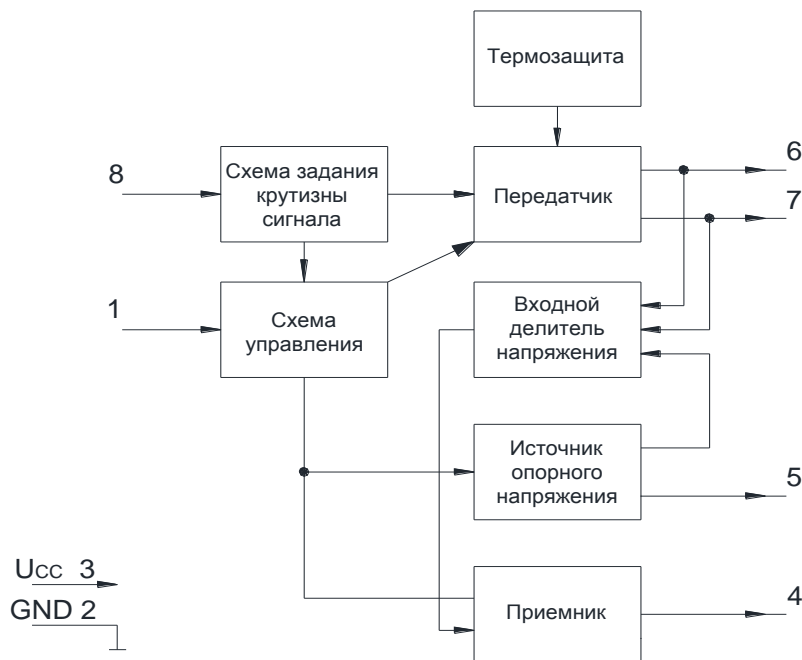 Термозащита
8
Схема задания
крутизны
сигнала
Передатчик
6
7
1
Схема
управления
Входной
делитель
напряжения
Источник
опорного
напряжения
5
Ucc 3
GND 2
Приемник
4